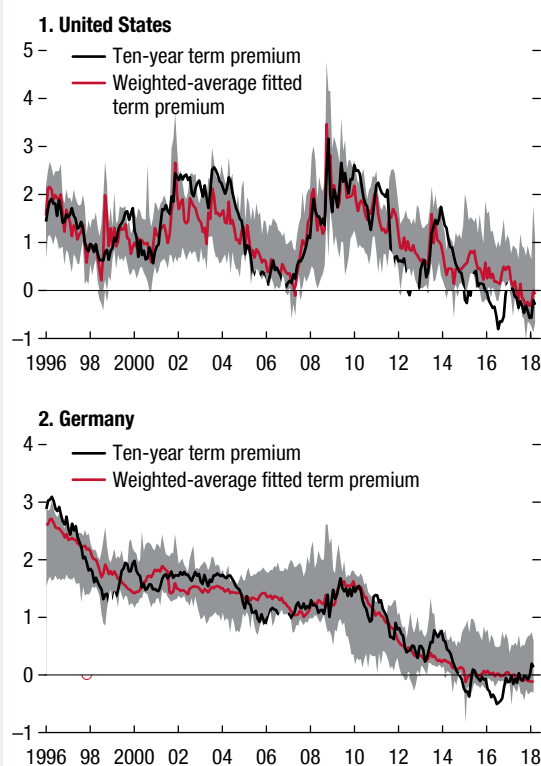 1. United States
5
Ten-year term premium
Weighted-average fitted
term premium
4
3
2
1
0
–1
1996 98 2000 02 04 06 08 10 12 14 16 18
2. Germany
4
Ten-year term premium
Weighted-average fitted term premium
3
2
1
0
–1
1996 98 2000 02 04 06 08 10 12 14 16 18